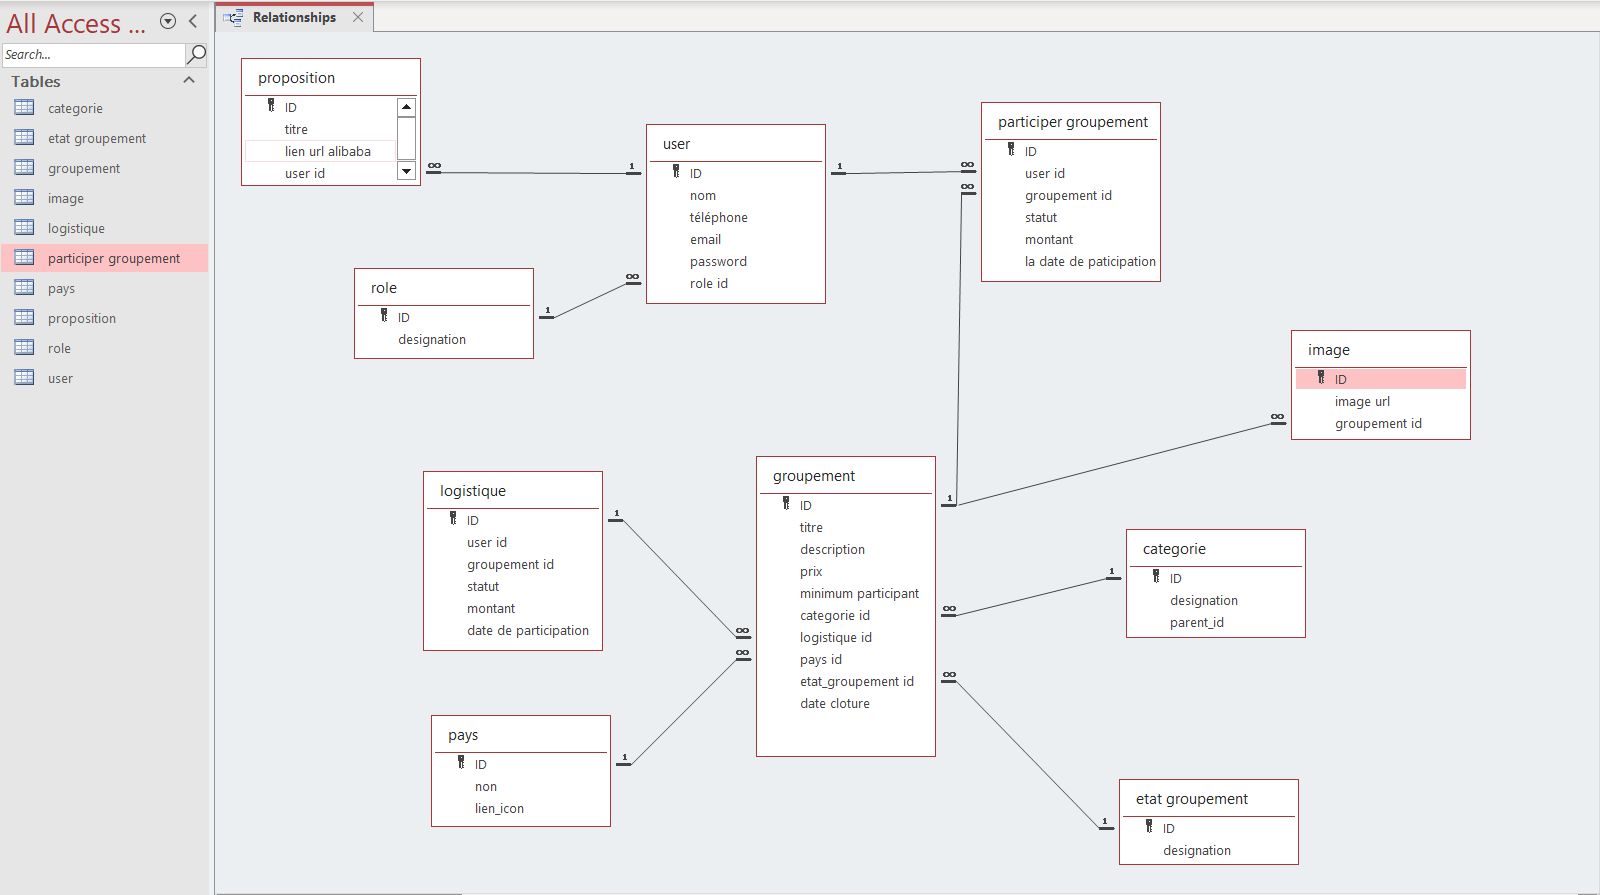 All Access ...
Search...
Tables
categorie
etat groupement
groupement
image
logistique
participer groupement
pays
proposition
role
user
Relationships
proposition
ID
titre
lien url alibaba
user id
∞
1
user
ID
nom
téléphone
email
password
role id
1
∞
∞
participer groupement
ID
user id
groupement id
statut
montant
la date de paticipation
role
ID
designation
1
∞
image
ID
image url
groupement id
∞
logistique
ID
user id
groupement id
statut
montant
date de participation
1
groupement
ID
titre
description
prix
minimum participant
categorie id
logistique id
pays id
etat_groupement id
date cloture
1
∞
∞
∞
∞
categorie
ID
designation
parent_id
1
pays
ID
non
lien_icon
1
etat groupement
ID
designation
1